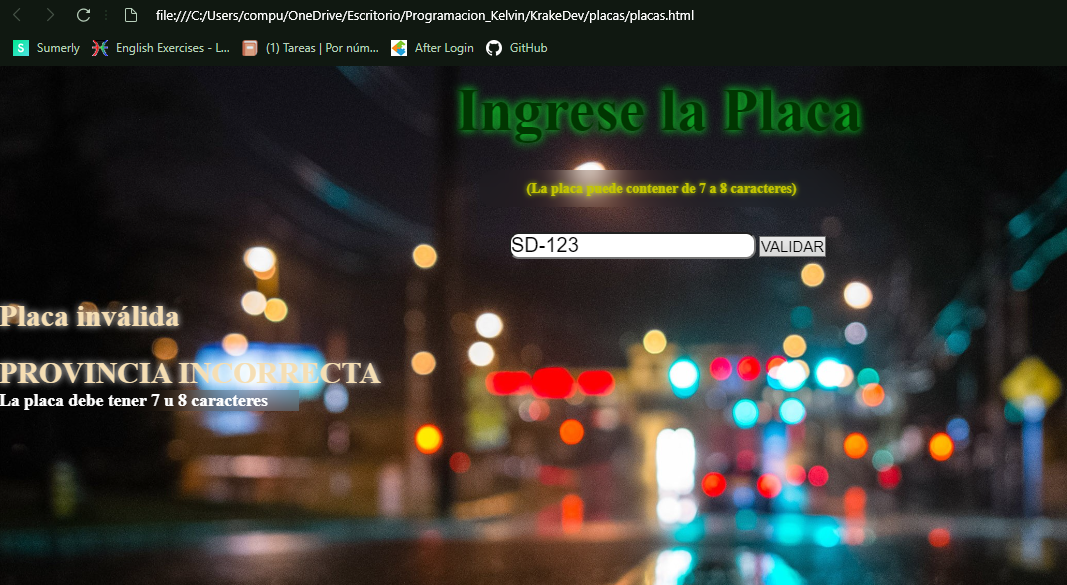 file:///C:/Users/compu/OneDrive/Escritorio/Programacion_Kelvin/KrakeDev/placas/placas.html
Sumerly English Exercises - L... (1) Tareas | Por núm... After Login GitHub
Ingrese la Placa
(La placa puede contener de 7 a 8 caracteres)
SD-123 VALIDAR
Placa inválida
PROVINCIA INCORRECTA
La placa debe tener 7 u 8 caracteres